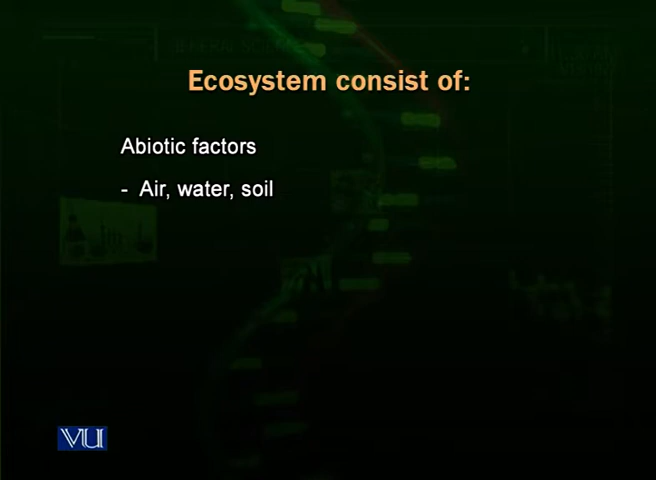 Ecosystem consist of:
Abiotic factors
- Air, water, soil
VU